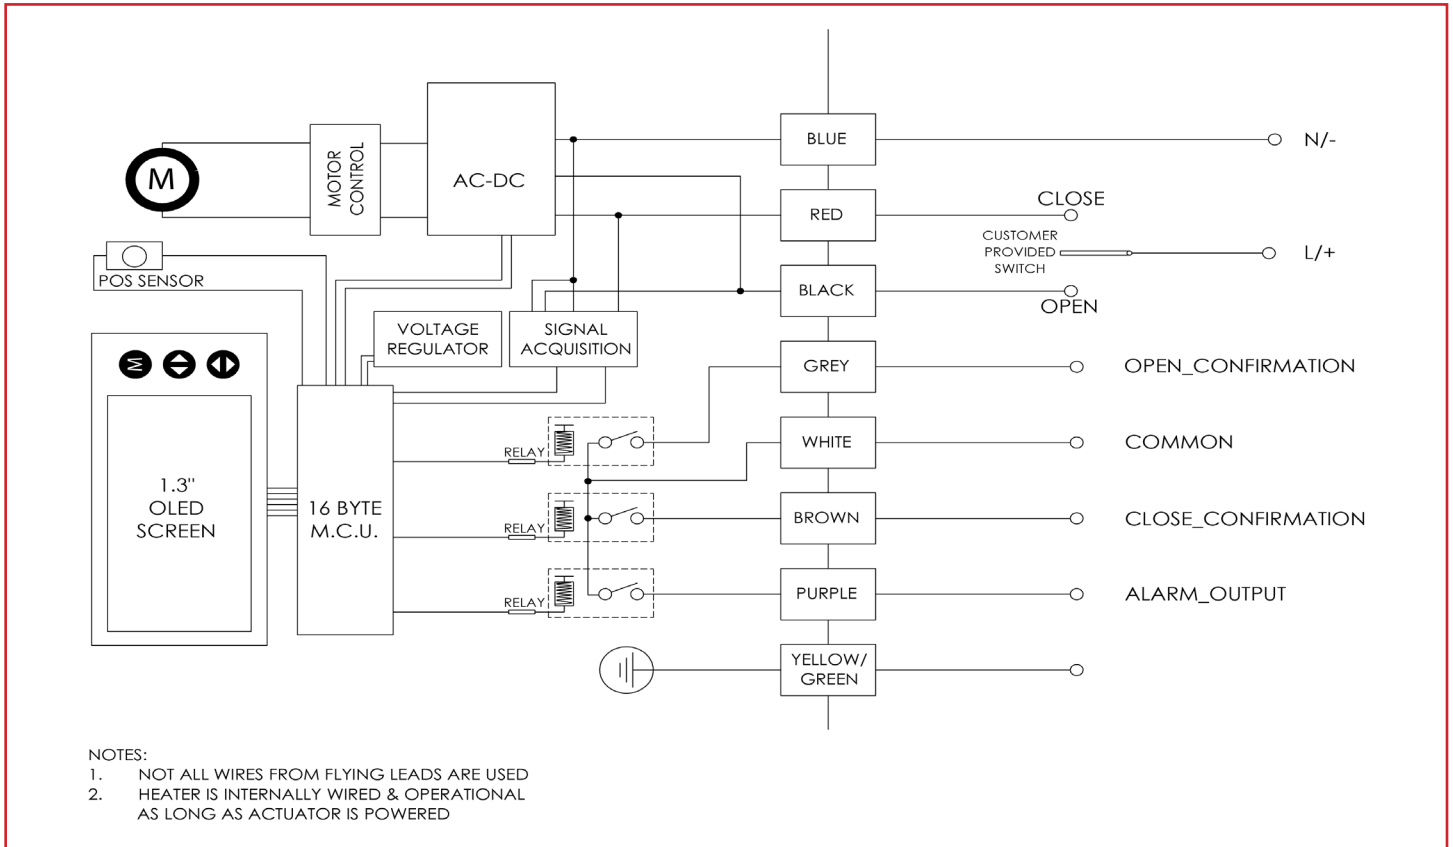 BLUE
N/-
MOTOR
CONTROL
AC-DC
M
CLOSE
RED
CUSTOMER
PROVIDED
SWITCH
L/+
POS SENSOR
BLACK
OPEN
VOLTAGE
REGULATOR
SIGNAL
ACQUISITION
M
GREY
OPEN_CONFIRMATION
RELAY
WHITE
COMMON
1.3"
OLED
SCREEN
16 BYTE
M.C.U.
RELAY
BROWN
CLOSE_CONFIRMATION
RELAY
PURPLE
ALARM_OUTPUT
YELLOW/
GREEN
NOTES:
1. NOT ALL WIRES FROM FLYING LEADS ARE USED
2. HEATER IS INTERNALLY WIRED & OPERATIONAL
AS LONG AS ACTUATOR IS POWERED